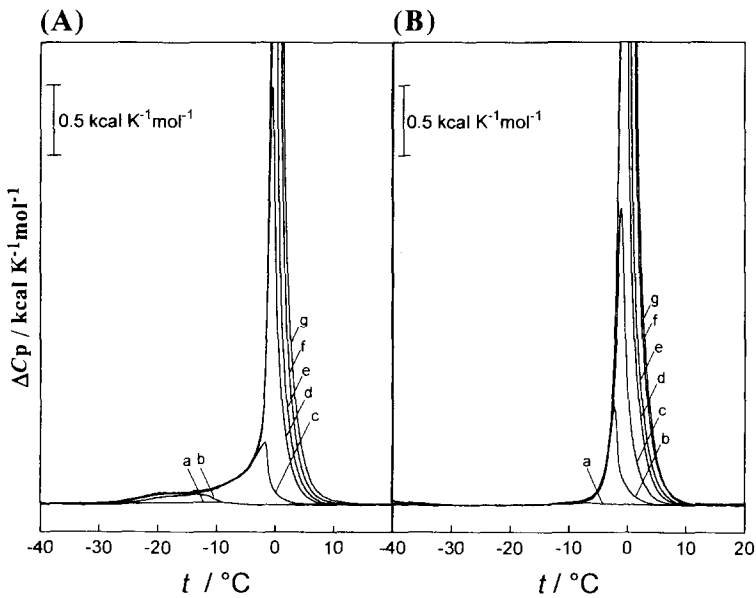 (A)
(B)
0.5 kcal K⁻¹mol⁻¹
0.5 kcal K⁻¹mol⁻¹
ΔCp / kcal K⁻¹mol⁻¹
g
f
e
d
c
a
b
g
f
e
d
c
b
a
-40 -30 -20 -10 0 10 -40 -30 -20 -10 0 10 20
t / °C
t / °C